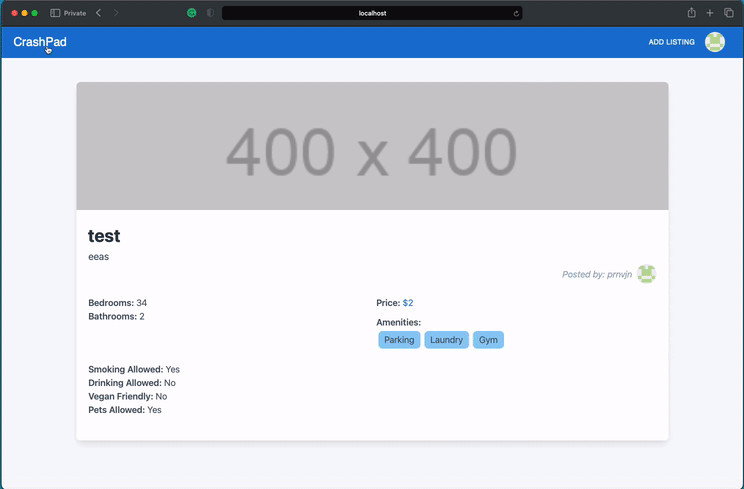 Private
localhost
CrashPad
ADD LISTING
400 x 400
test
eeas
Posted by: prnvjn
Bedrooms: 34
Bathrooms: 2
Price: $2
Amenities:
Parking Laundry Gym
Smoking Allowed: Yes
Drinking Allowed: No
Vegan Friendly: No
Pets Allowed: Yes